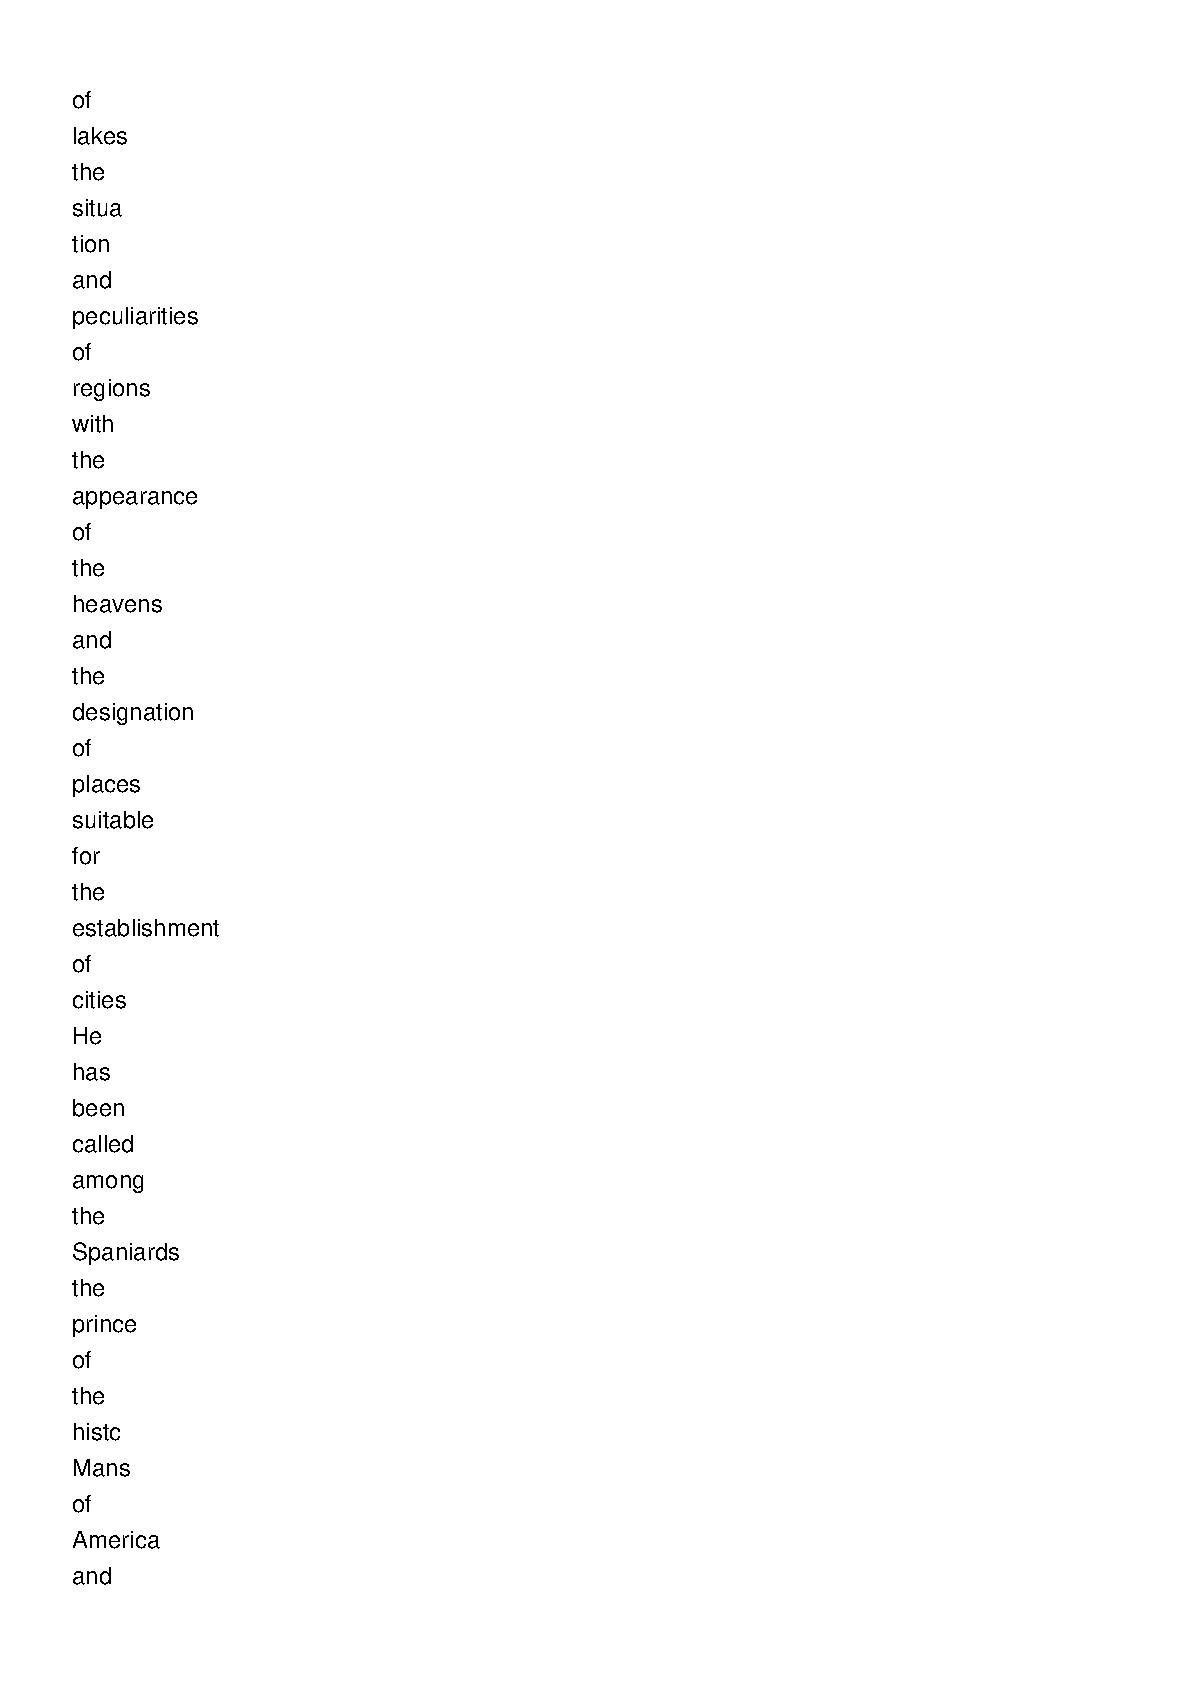 of
lakes
the
situa
tion
and
peculiarities
of
regions
with
the
appearance
of
the
heavens
and
the
designation
of
places
suitable
for
the
establishment
of
cities
He
has
been
called
among
the
Spaniards
the
prince
of
the
histc
Mans
of
America
and